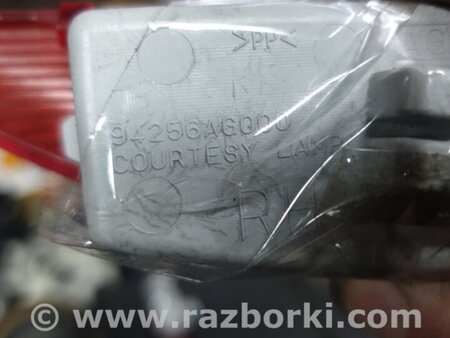 >PP<
94256AG000
COURTESY LAMP
RH
© www.razborki.com